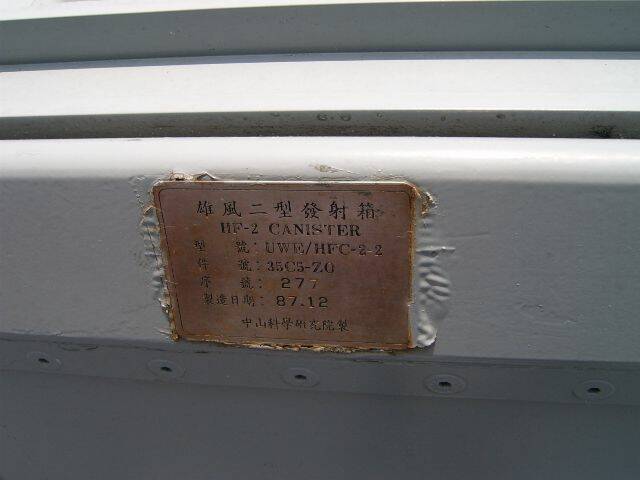 雄風二型發射箱
HF-2 CANISTER
型 號：UWE/HFC-2-2
件 號：35C5-ZO
序 號： 277
製造日期：87.12
中山科學研究院製